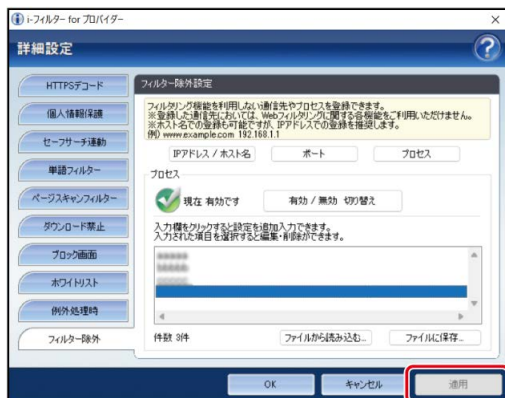 i-フィルター for プロバイダー
詳細設定
?
HTTPSデコード
個人情報保護
セーフサーチ連動
単語フィルター
ページスキャンフィルター
ダウンロード禁止
ブロック画面
ホワイトリスト
例外処理時
フィルター除外
フィルター除外設定
フィルタリング機能を利用しない通信先やプロセスを登録できます。
※登録した通信先においては、Webフィルタリングに関する各機能をご利用いただけません。
※ホスト名での登録も可能ですが、IPアドレスでの登録を推奨します。
例) www.example.com 192.168.1.1
IPアドレス / ホスト名
ポート
プロセス
プロセス
現在 有効です
有効 / 無効 切り替え
入力欄をクリックすると設定を追加入力できます。
入力された項目を選択すると編集・削除ができます。
件数 3件
ファイルから読み込む...
ファイルに保存...
OK
キャンセル
適用